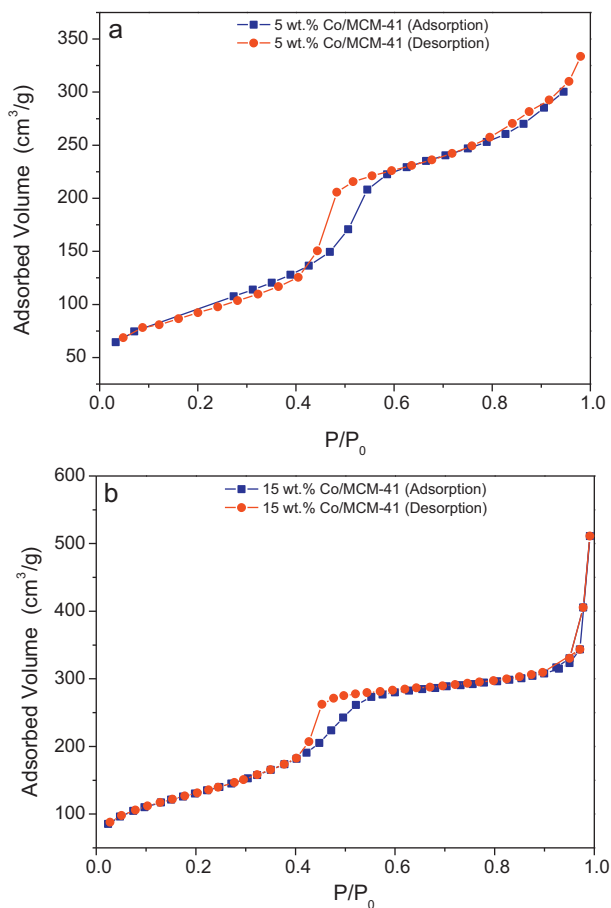 a
5 wt.% Co/MCM-41 (Adsorption)
5 wt.% Co/MCM-41 (Desorption)
350
300
250
200
150
100
50
Adsorbed Volume (cm³/g)
0.0 0.2 0.4 0.6 0.8 1.0
P/P₀
b
15 wt.% Co/MCM-41 (Adsorption)
15 wt.% Co/MCM-41 (Desorption)
600
500
400
300
200
100
Adsorbed Volume (cm³/g)
0.0 0.2 0.4 0.6 0.8 1.0
P/P₀